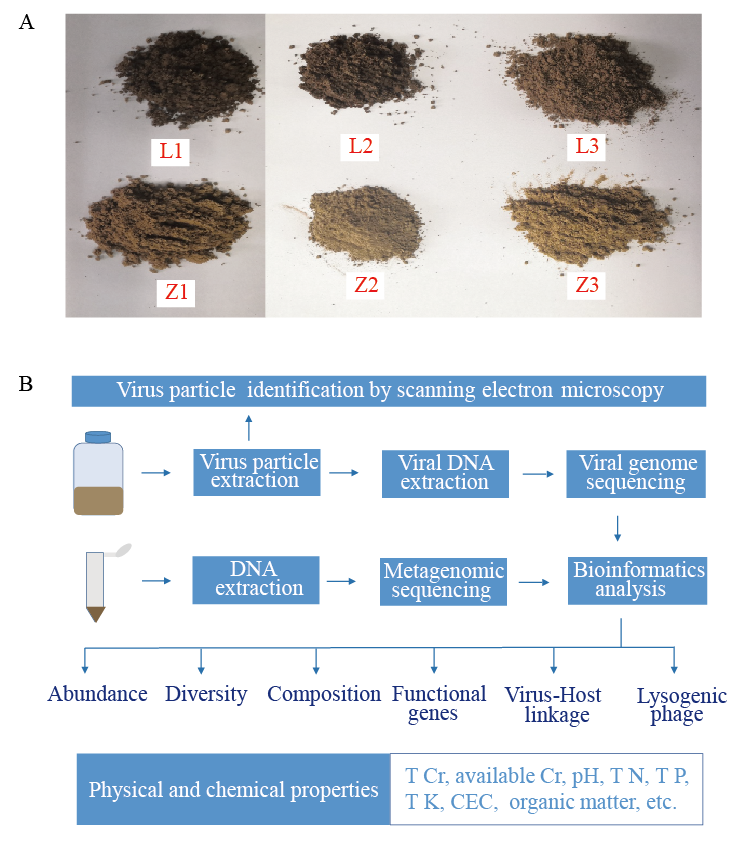 A
L1
L2
L3
Z1
Z2
Z3
B
Virus particle identification by scanning electron microscopy
Virus particle
extraction
Viral DNA
extraction
Viral genome
sequencing
DNA
extraction
Metagenomic
sequencing
Bioinformatics
analysis
Abundance
Diversity
Composition
Functional
genes
Virus-Host
linkage
Lysogenic
phage
Physical and chemical properties
T Cr, available Cr, pH, T N, T P,
T K, CEC, organic matter, etc.